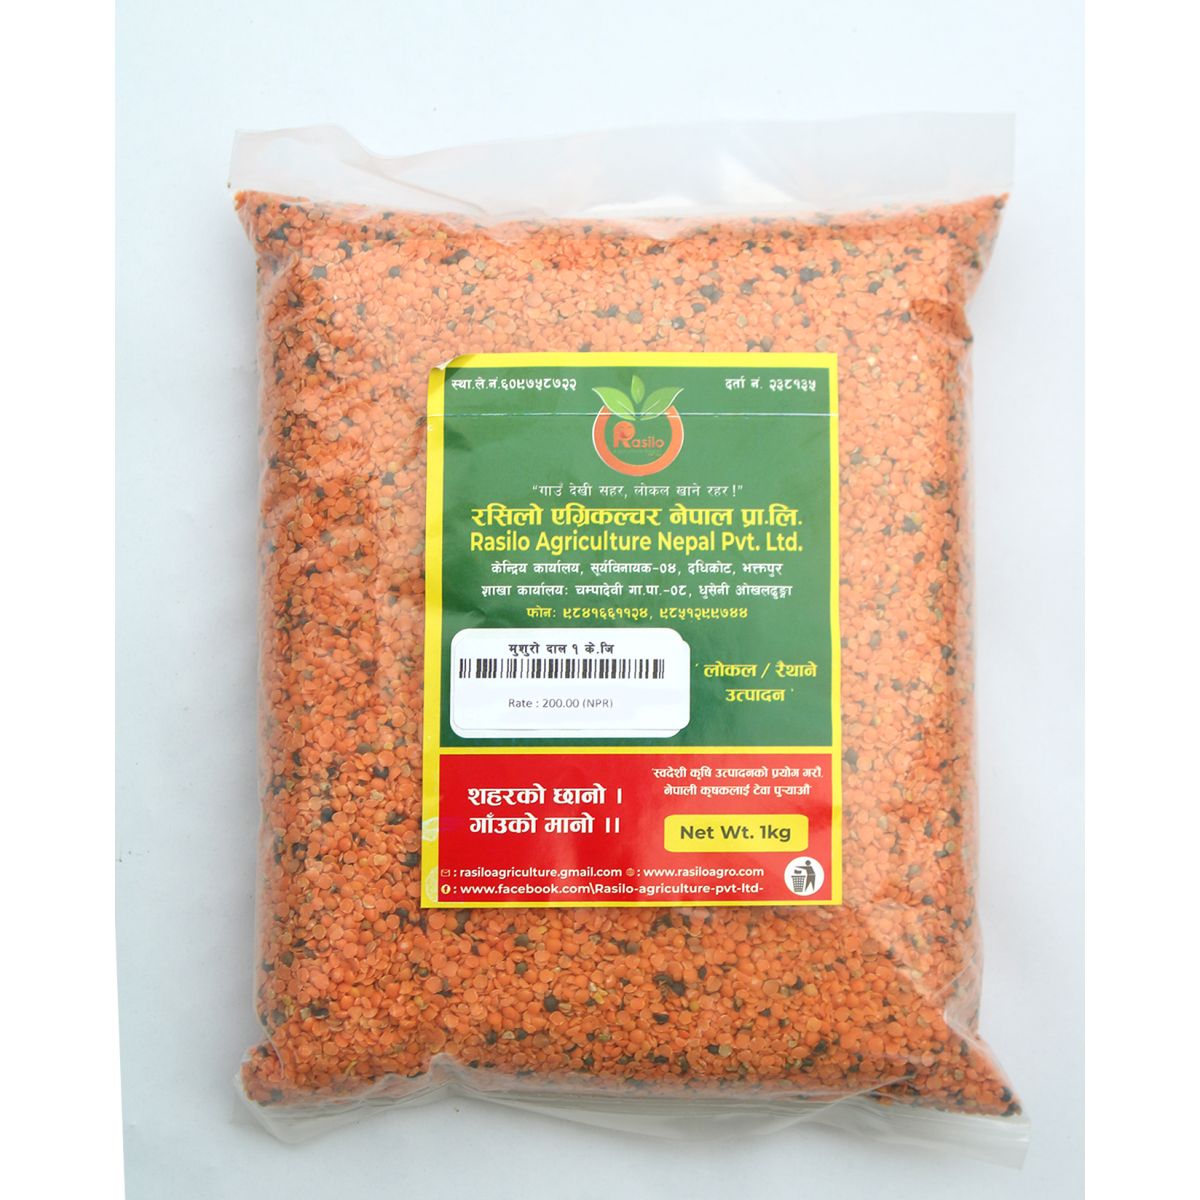 स्था.ले.नं.६०९७५८७२२
दर्ता नं. २३८१३५
Rasilo
“गाउँ देखी सहर, लोकल खाने रहर!”
रसिलो एग्रिकल्चर नेपाल प्रा.लि.
Rasilo Agriculture Nepal Pvt. Ltd.
केन्द्रिय कार्यालय, सूर्यविनायक-०४, दधिकोट, भक्तपुर
शाखा कार्यालय: चम्पादेवी गा.पा.-०८, धुसेनी ओखलढुङ्गा
फोन: ९८४१६६११२४, ९८५१२९९७४४
मुशुरो दाल १ के.जि
Rate : 200.00 (NPR)
' लोकल / रैथाने
उत्पादन '
'स्वदेशी कृषि उत्पादनको प्रयोग गरौं,
नेपाली कृषकलाई टेवा पुर्‍याऔं'
शहरको छानो ।
गाँउको मानो ।।
Net Wt. 1kg
: rasiloagriculture.gmail.com : www.rasiloagro.com
: www.facebook.com\Rasilo-agriculture-pvt-ltd-